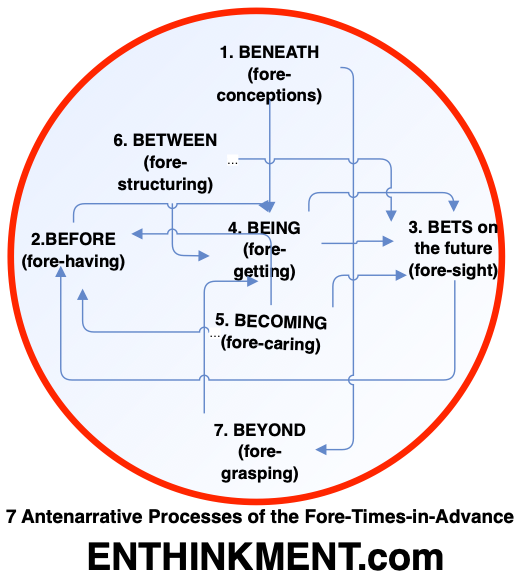 1. BENEATH
(fore-
conceptions)
6. BETWEEN
(fore-
structuring)
...
2.BEFORE
(fore-having)
4. BEING
(fore-
getting)
3. BETS on
the future
(fore-sight)
5. BECOMING
...
(fore-caring)
7. BEYOND
(fore-
grasping)
7 Antenarrative Processes of the Fore-Times-in-Advance
ENTHINKMENT.com